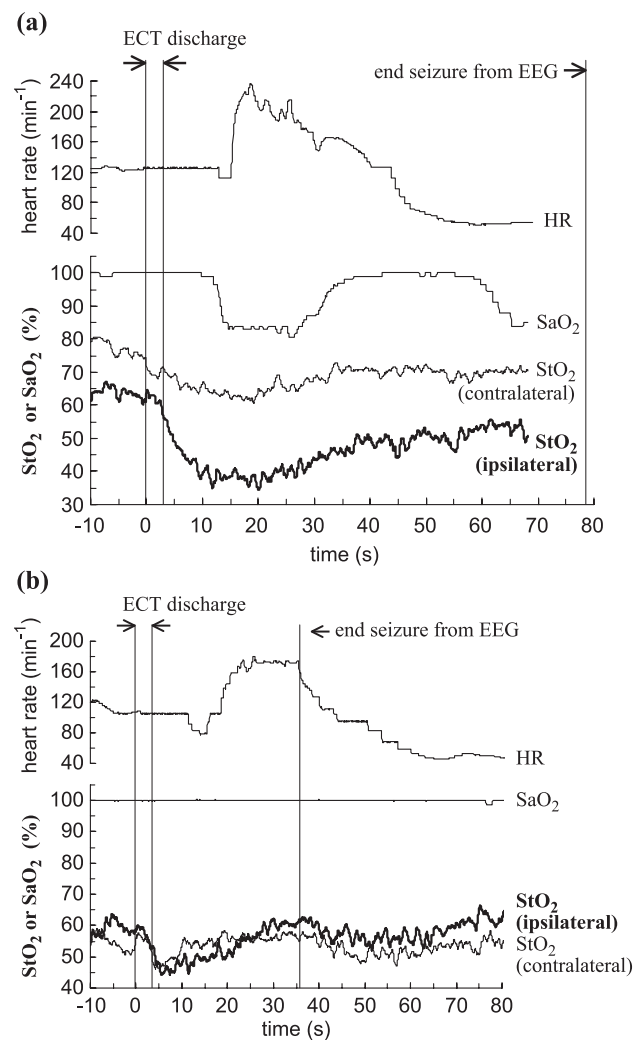 (a)
ECT discharge
end seizure from EEG
heart rate (min⁻¹)
240
200
160
120
80
40
HR
StO₂ or SaO₂ (%)
100
90
80
70
60
50
40
30
SaO₂
StO₂
(contralateral)
StO₂
(ipsilateral)
-10 0 10 20 30 40 50 60 70 80
time (s)
(b)
ECT discharge
end seizure from EEG
heart rate (min⁻¹)
200
160
120
80
40
HR
StO₂ or SaO₂ (%)
100
90
80
70
60
50
40
SaO₂
StO₂
(ipsilateral)
StO₂
(contralateral)
-10 0 10 20 30 40 50 60 70 80
time (s)